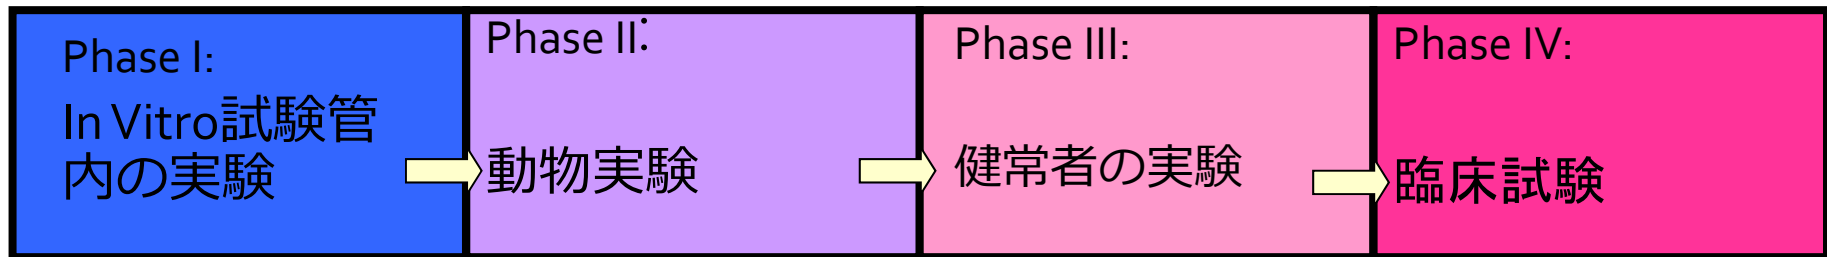 Phase I:
In Vitro試験管
内の実験
Phase II:
動物実験
Phase III:
健常者の実験
Phase IV:
臨床試験